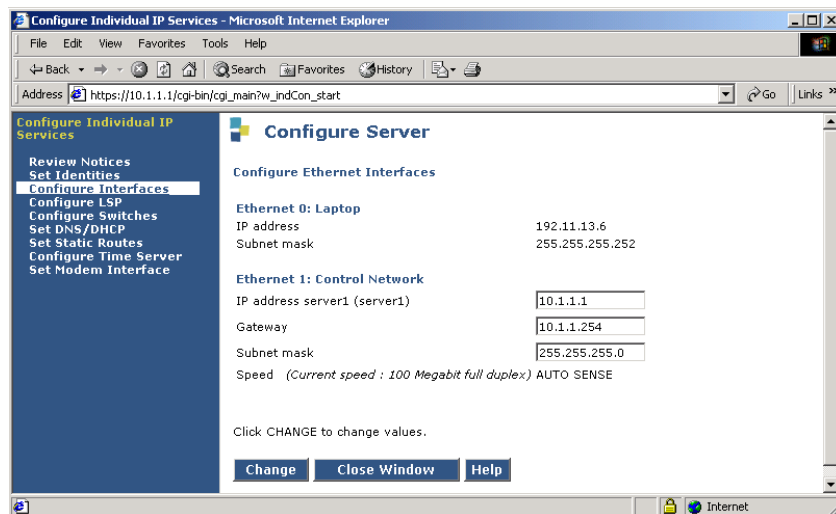 Configure Individual IP Services - Microsoft Internet Explorer
File Edit View Favorites Tools Help
Back Search Favorites History
Address https://10.1.1.1/cgi-bin/cgi_main?w_indCon_start Go Links »
Configure Individual IP
Services
Review Notices
Set Identities
Configure Interfaces
Configure LSP
Configure Switches
Set DNS/DHCP
Set Static Routes
Configure Time Server
Set Modem Interface
Configure Server
Configure Ethernet Interfaces
Ethernet 0: Laptop
IP address 192.11.13.6
Subnet mask 255.255.255.252
Ethernet 1: Control Network
IP address server1 (server1) 10.1.1.1
Gateway 10.1.1.254
Subnet mask 255.255.255.0
Speed (Current speed : 100 Megabit full duplex) AUTO SENSE
Click CHANGE to change values.
Change Close Window Help
Internet